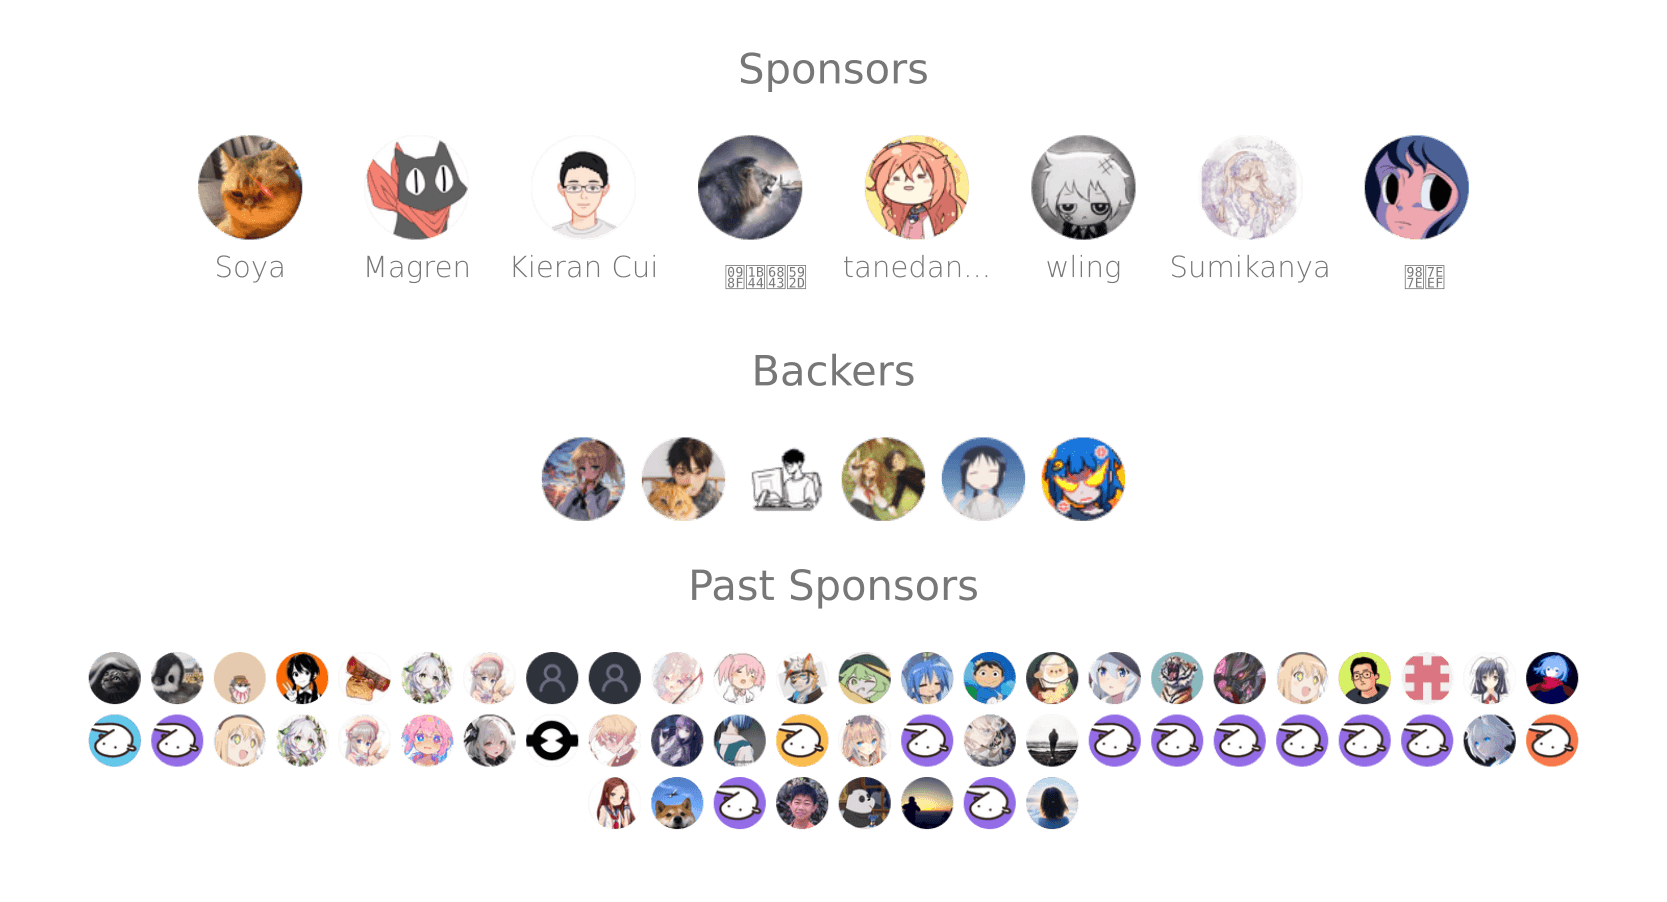 Sponsors
Soya Magren Kieran Cui tanedan... wling Sumikanya
Backers
Past Sponsors